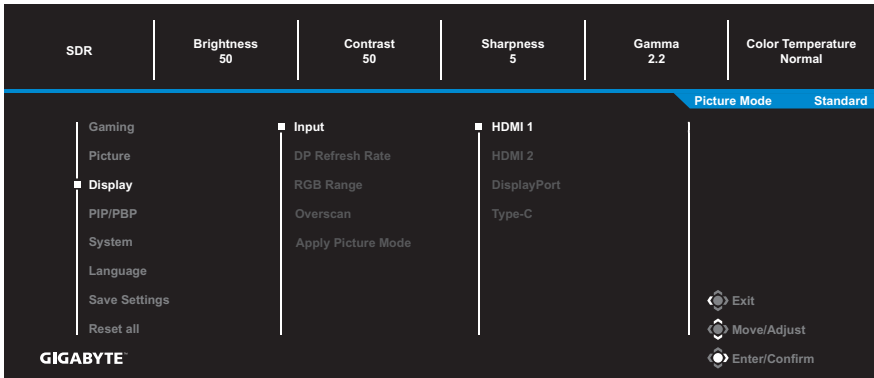 SDR
Brightness
50
Contrast
50
Sharpness
5
Gamma
2.2
Color Temperature
Normal
Picture Mode Standard
Gaming
Picture
Display
PIP/PBP
System
Language
Save Settings
Reset all
Input
DP Refresh Rate
RGB Range
Overscan
Apply Picture Mode
HDMI 1
HDMI 2
DisplayPort
Type-C
Exit
Move/Adjust
Enter/Confirm
GIGABYTE™